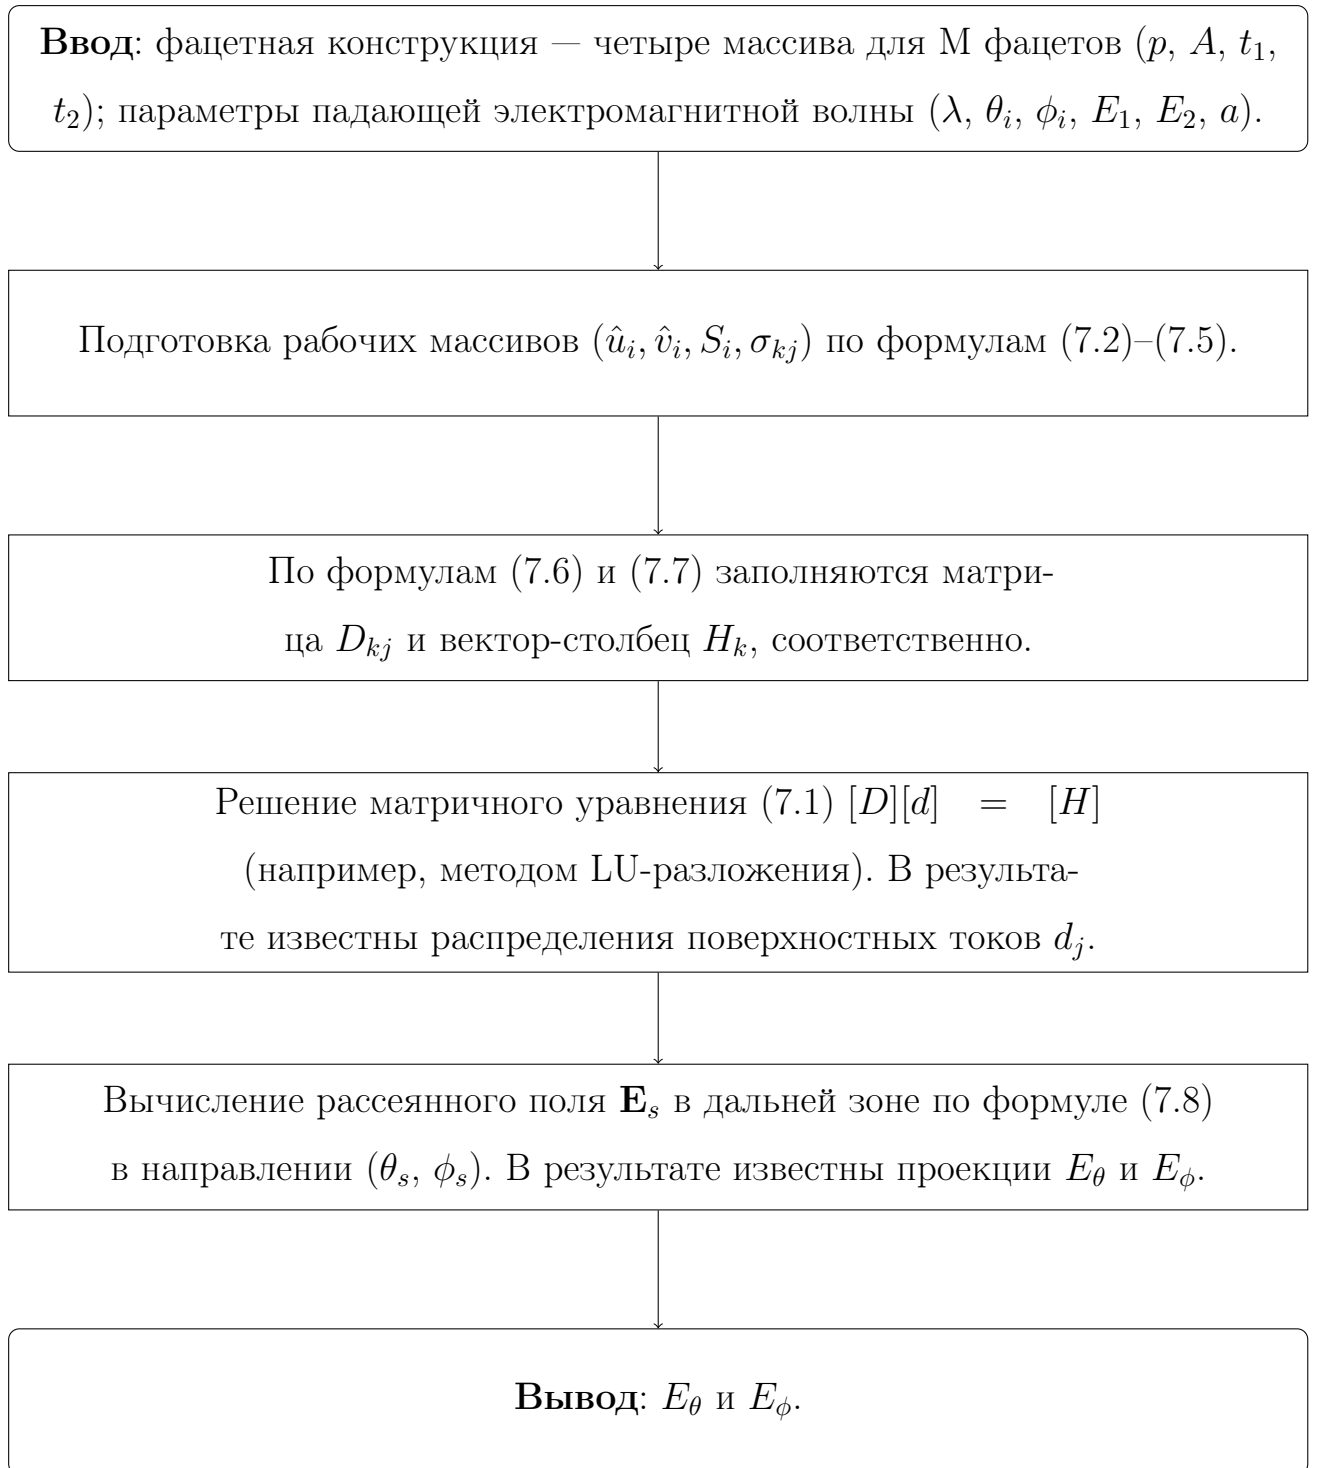 Ввод: фацетная конструкция — четыре массива для М фацетов (p, A, t₁,
t₂); параметры падающей электромагнитной волны (λ, θᵢ, ϕᵢ, E₁, E₂, a).
Подготовка рабочих массивов (ûᵢ, v̂ᵢ, Sᵢ, σₖⱼ) по формулам (7.2)–(7.5).
По формулам (7.6) и (7.7) заполняются матри-
ца Dₖⱼ и вектор-столбец Hₖ, соответственно.
Решение матричного уравнения (7.1) [D][d] = [H]
(например, методом LU-разложения). В результа-
те известны распределения поверхностных токов dⱼ.
Вычисление рассеянного поля Eₛ в дальней зоне по формуле (7.8)
в направлении (θₛ, ϕₛ). В результате известны проекции E_θ и E_ϕ.
Вывод: E_θ и E_ϕ.